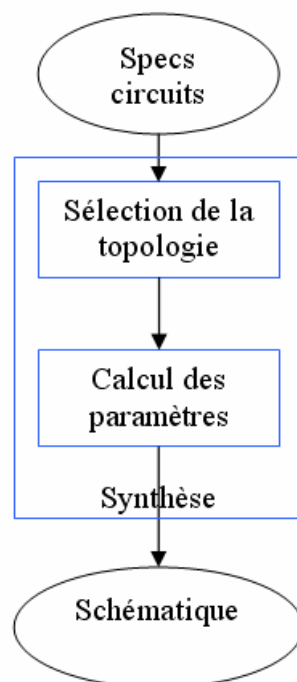 Specs
circuits
Sélection de la
topologie
Calcul des
paramètres
Synthèse
Schématique